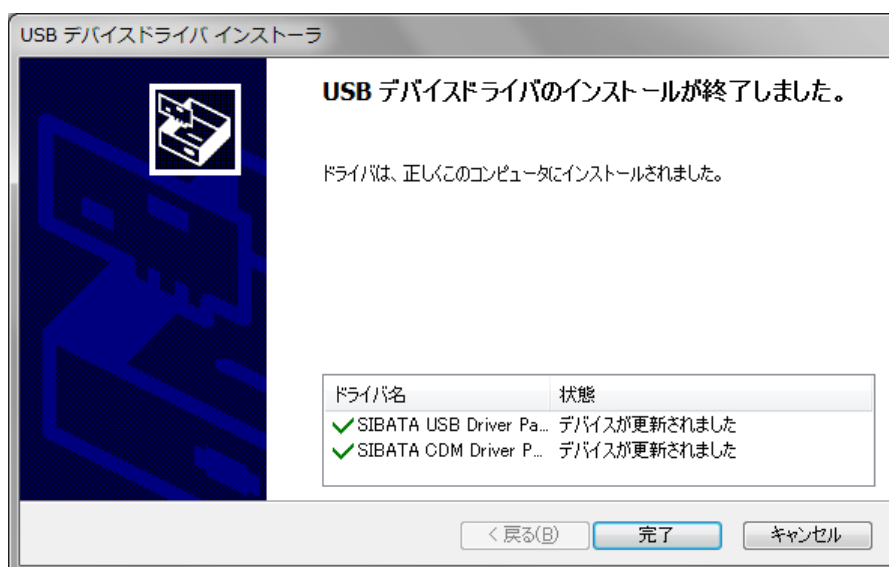 USB デバイスドライバ インストーラ
USB デバイスドライバのインストールが終了しました。
ドライバは、正しくこのコンピュータにインストールされました。
ドライバ名 状態
SIBATA USB Driver Pa... デバイスが更新されました
SIBATA CDM Driver P... デバイスが更新されました
< 戻る(B) 完了 キャンセル